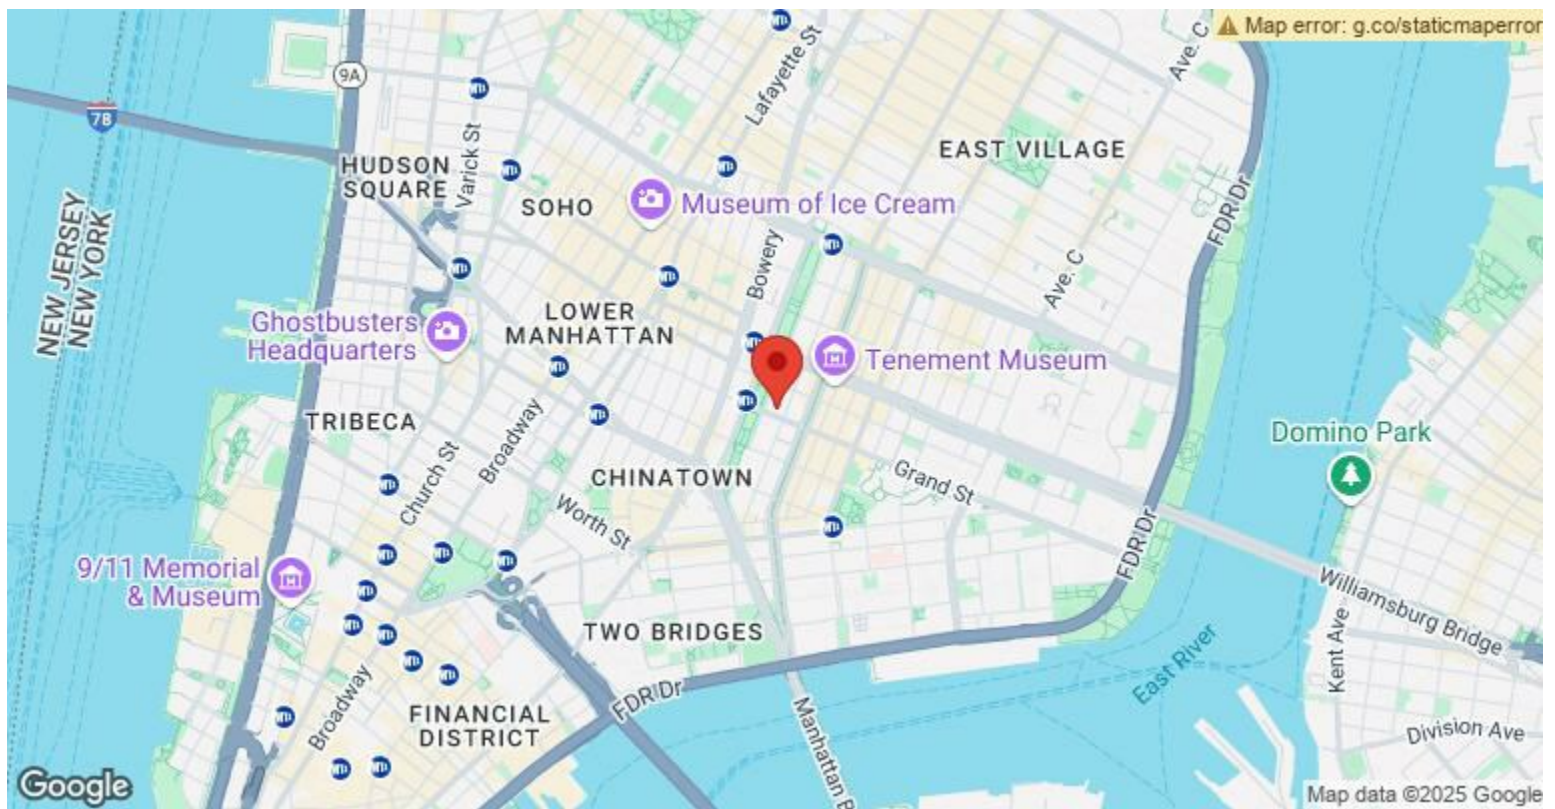 Map error: g.co/staticmaperror
9A
78
Lafayette St
Ave. C
EAST VILLAGE
HUDSON
SQUARE
Varick St
SOHO
Museum of Ice Cream
FDR Dr
NEW JERSEY
NEW YORK
Bowery
Ave. C
LOWER
MANHATTAN
Ghostbusters
Headquarters
Tenement Museum
TRIBECA
Broadway
Church St
Domino Park
CHINATOWN
Grand St
Worth St
FDR Dr
9/11 Memorial
& Museum
Williamsburg Bridge
TWO BRIDGES
Kent Ave
East River
FDR Dr
Broadway
FINANCIAL
DISTRICT
Manhattan B
Division Ave
Google
Map data ©2025 Google